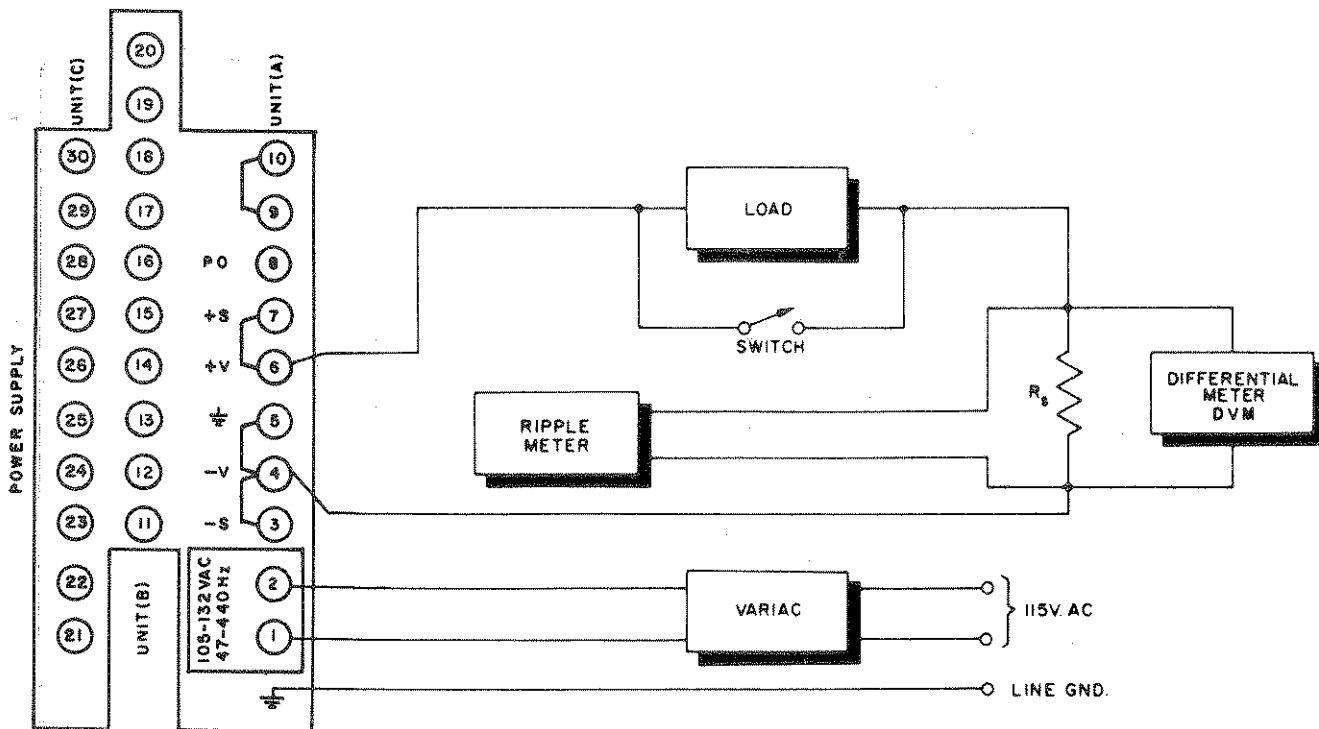 POWER SUPPLY
UNIT(C)
30
29
28
27
26
25
24
23
22
21
20
19
18
17
16
15
14
13
12
11
UNIT(B)
UNIT(A)
10
9
PO 8
+S 7
+V 6
5
-V 4
-S 3
105-132VAC
47-440Hz
2
1
LOAD
SWITCH
RIPPLE
METER
Rs
DIFFERENTIAL
METER
DVM
VARIAC
115V. AC
LINE GND.